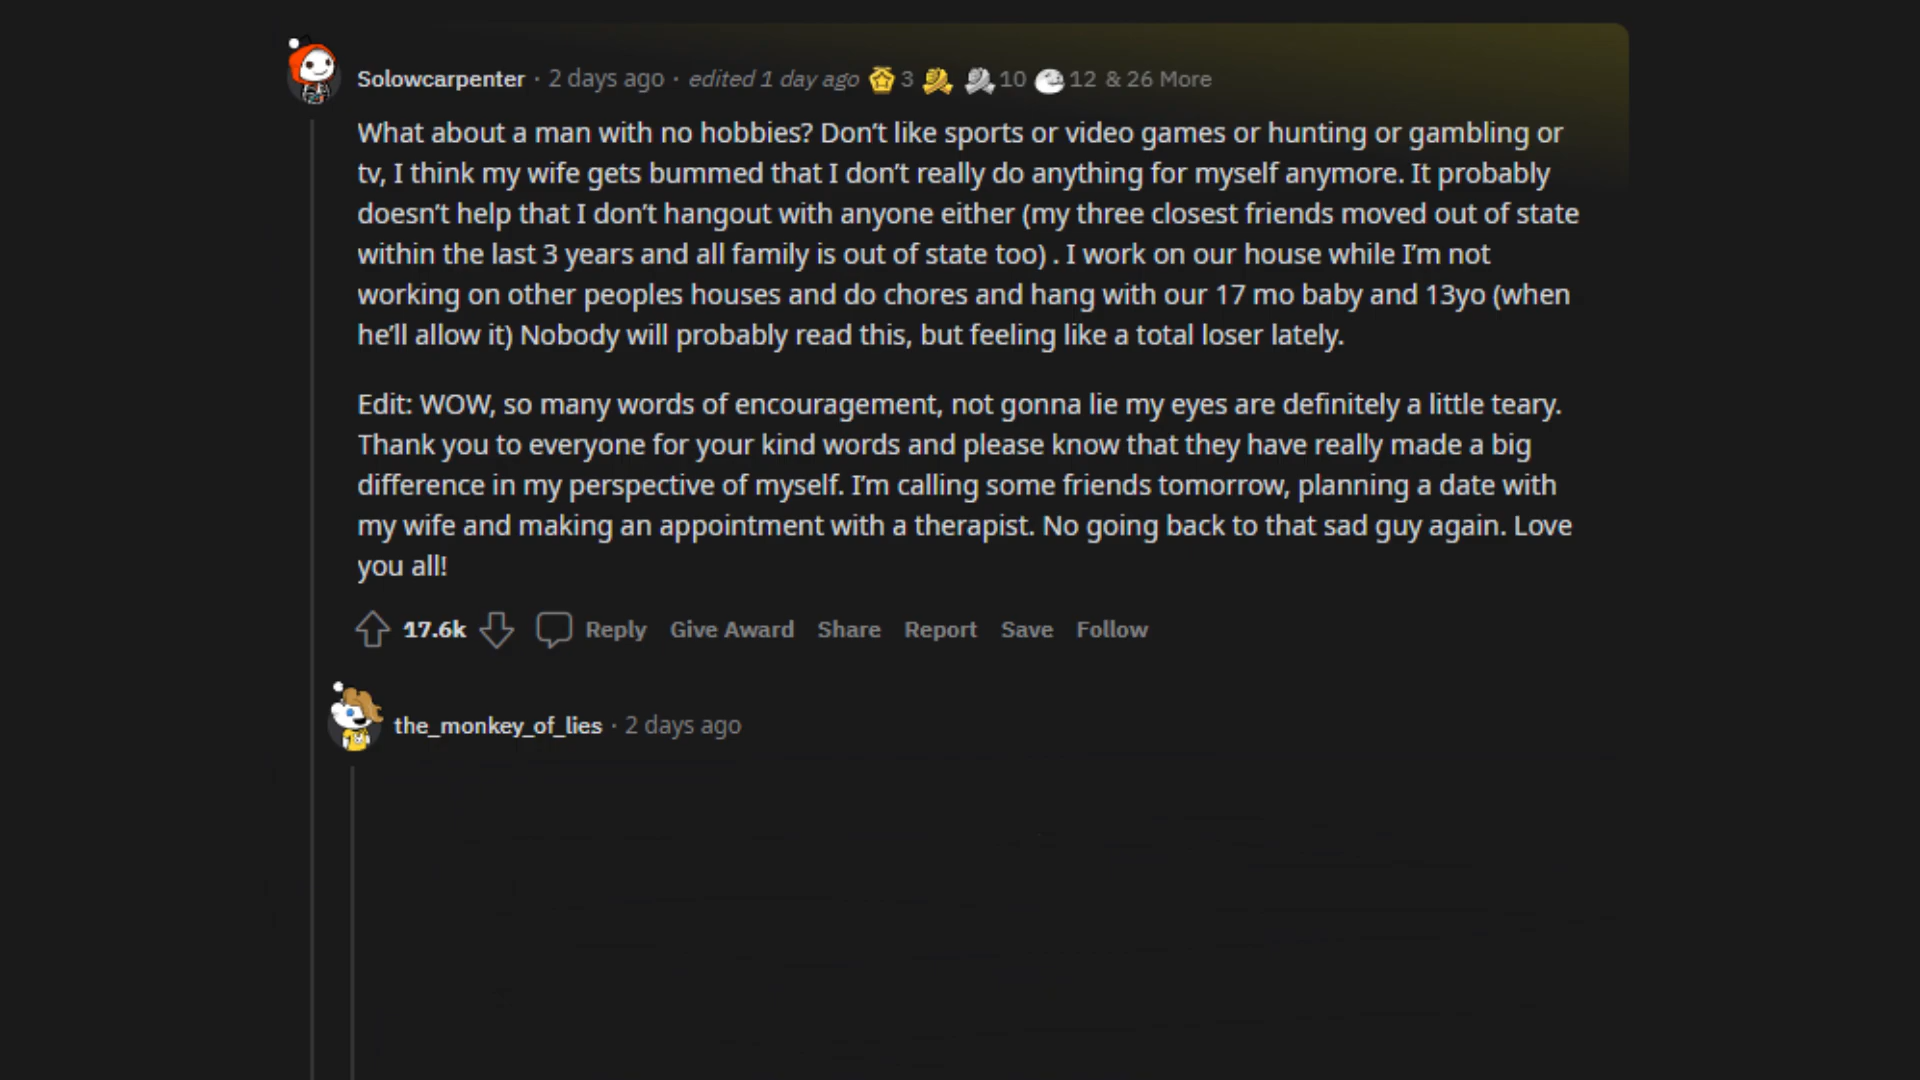 Solowcarpenter · 2 days ago · edited 1 day ago 3 10 12 & 26 More
What about a man with no hobbies? Don't like sports or video games or hunting or gambling or
tv, I think my wife gets bummed that I don't really do anything for myself anymore. It probably
doesn't help that I don't hangout with anyone either (my three closest friends moved out of state
within the last 3 years and all family is out of state too) . I work on our house while I'm not
working on other peoples houses and do chores and hang with our 17 mo baby and 13yo (when
he'll allow it) Nobody will probably read this, but feeling like a total loser lately.
Edit: WOW, so many words of encouragement, not gonna lie my eyes are definitely a little teary.
Thank you to everyone for your kind words and please know that they have really made a big
difference in my perspective of myself. I'm calling some friends tomorrow, planning a date with
my wife and making an appointment with a therapist. No going back to that sad guy again. Love
you all!
17.6k Reply Give Award Share Report Save Follow
the_monkey_of_lies · 2 days ago